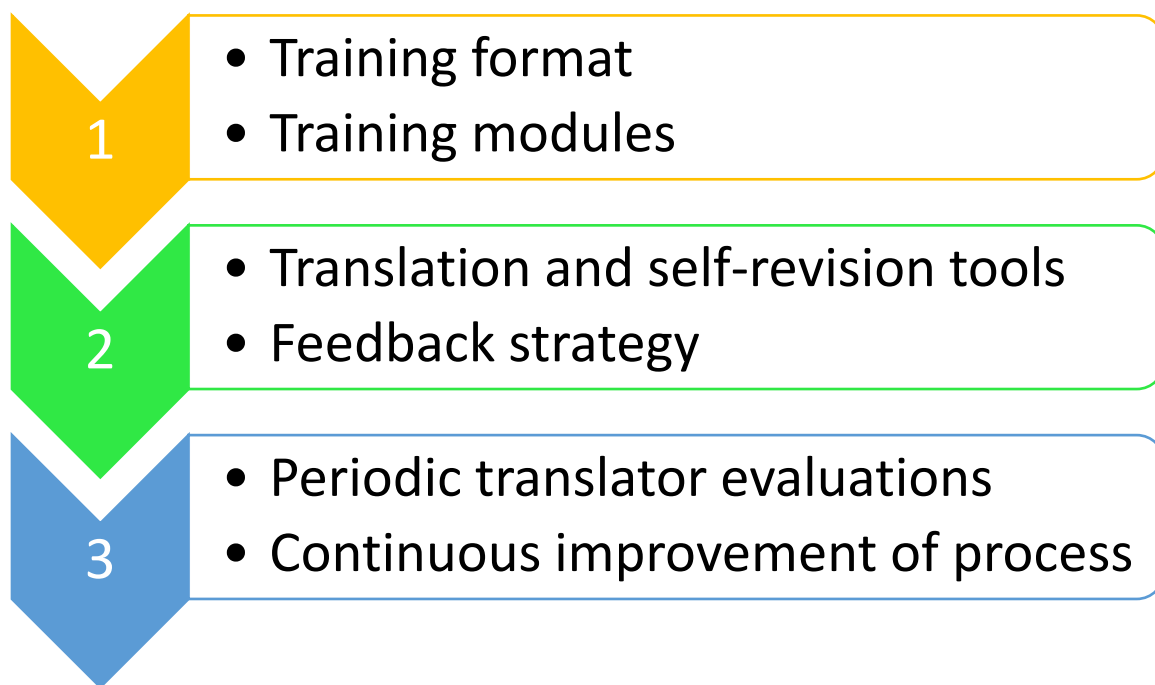 1
• Training format
• Training modules
2
• Translation and self-revision tools
• Feedback strategy
3
• Periodic translator evaluations
• Continuous improvement of process